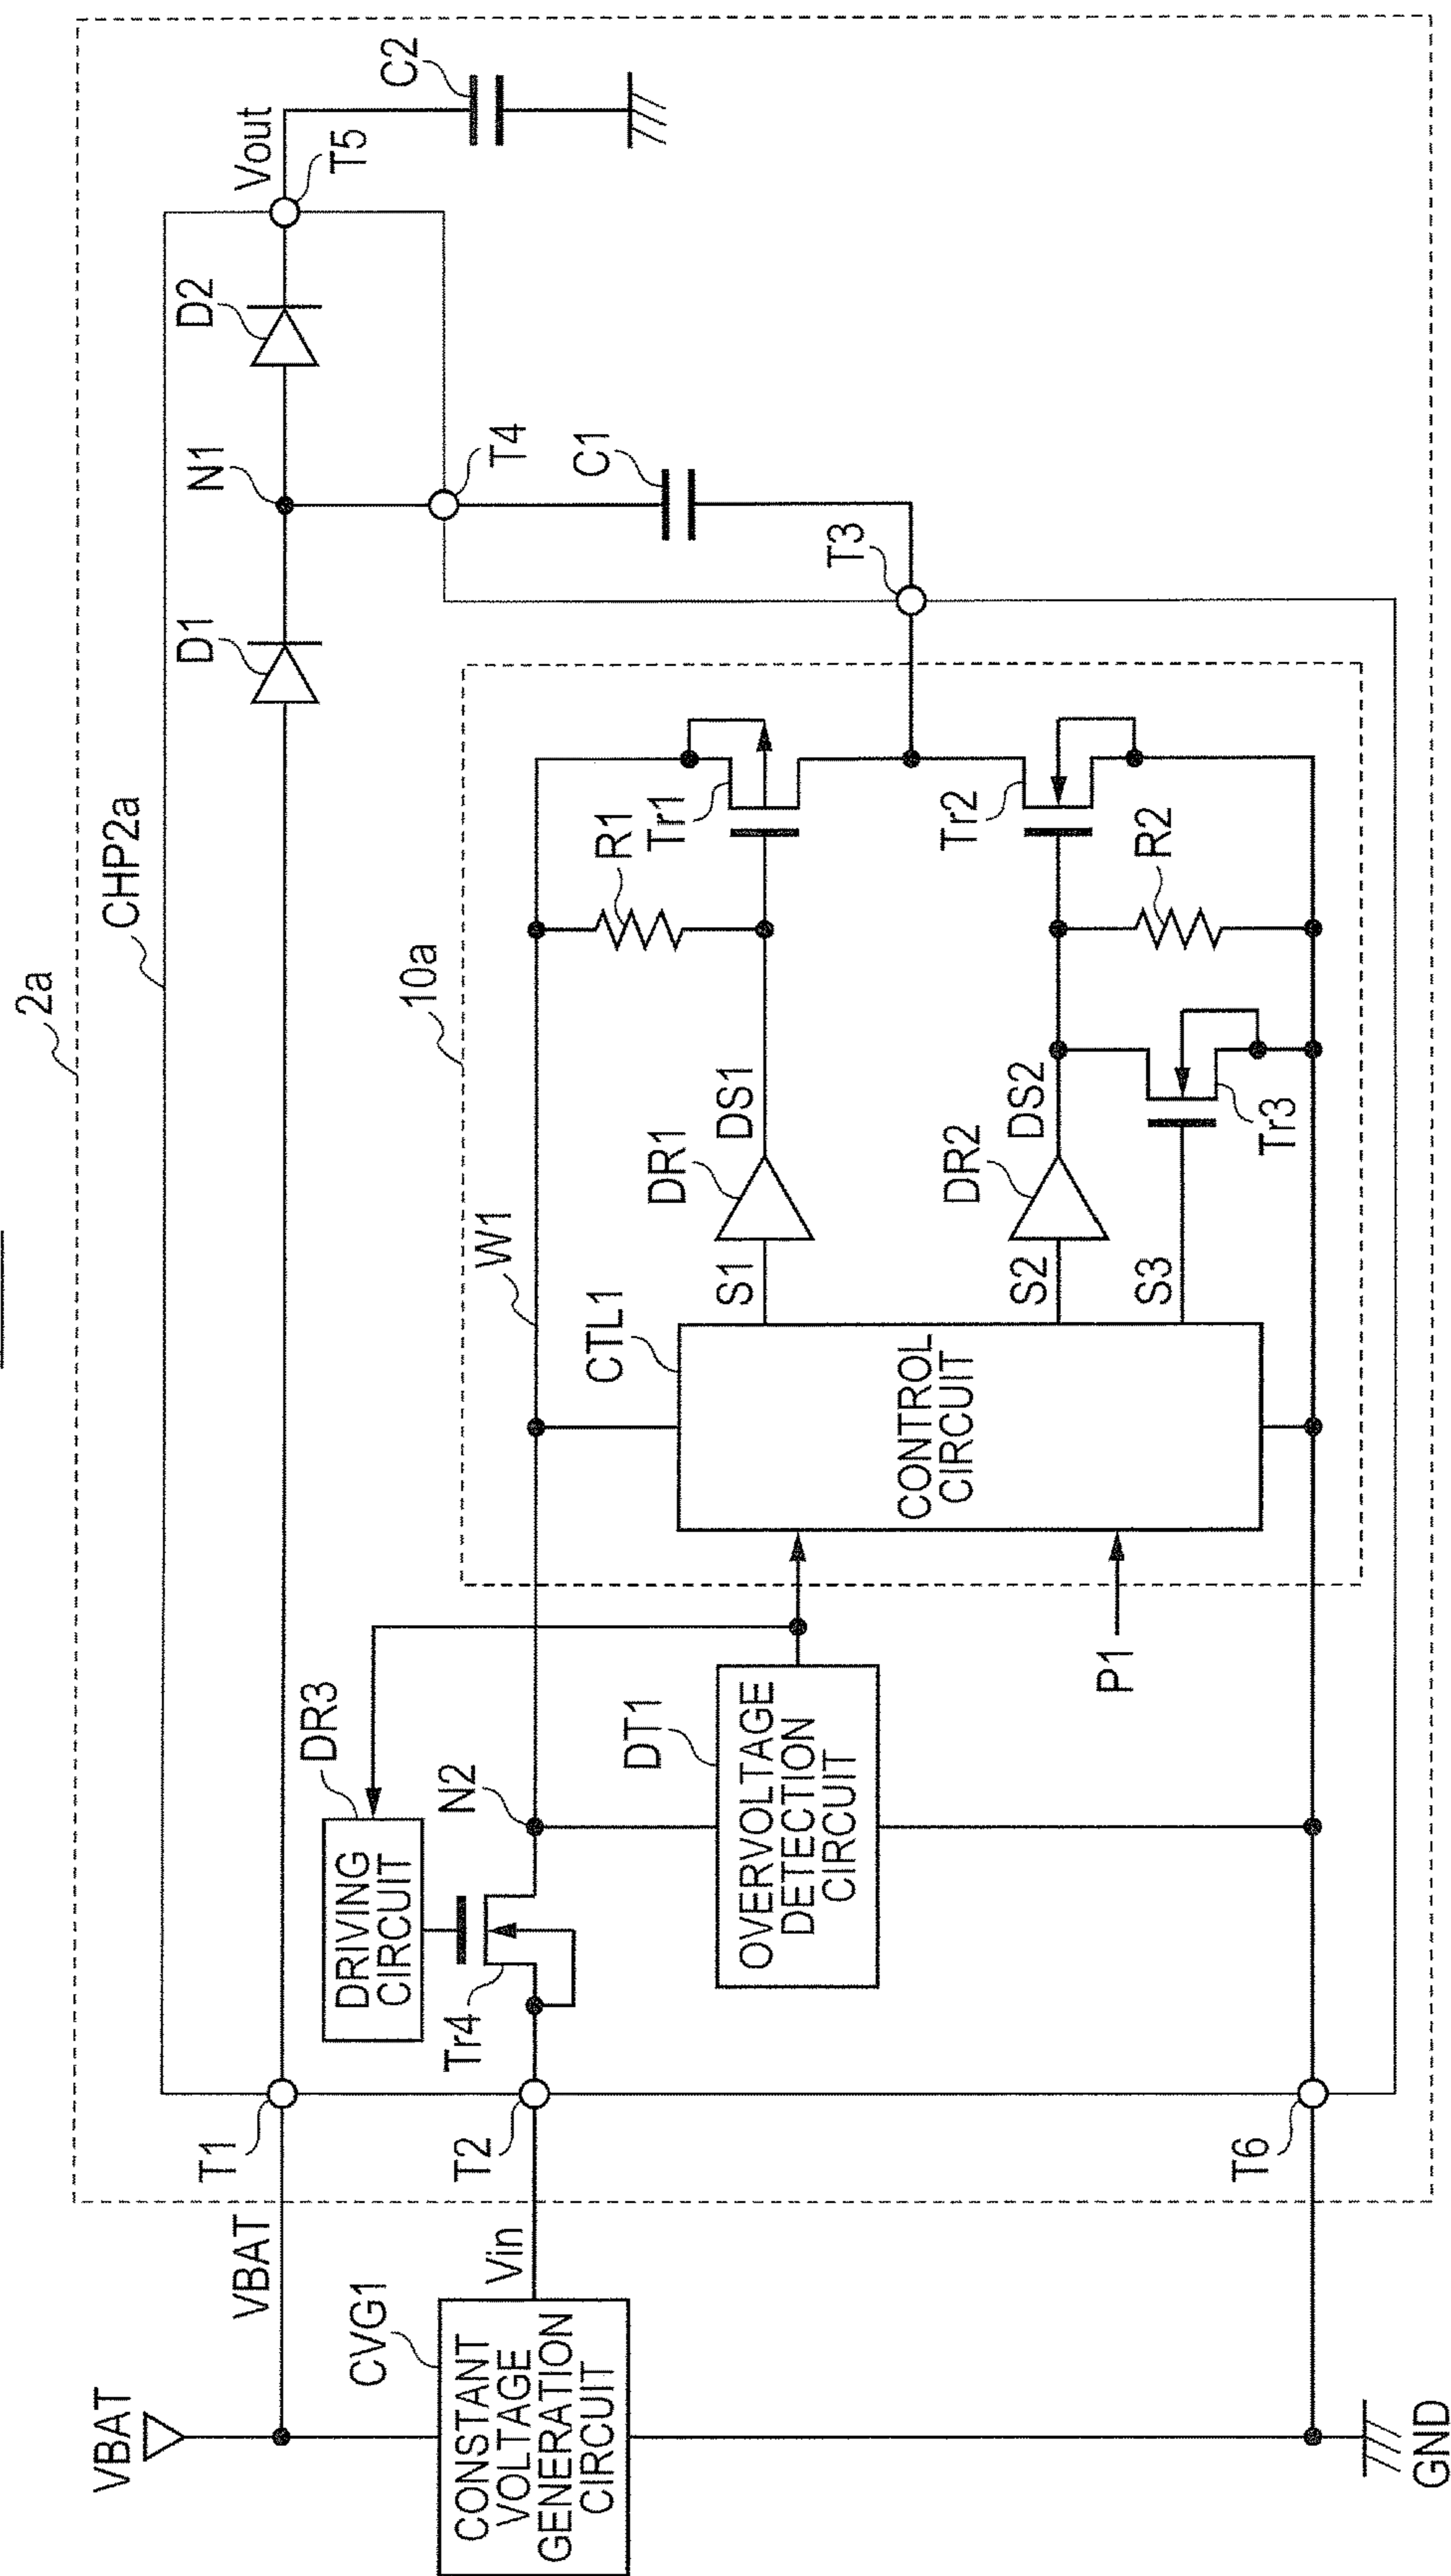 2a
CHP2a
VBAT
VBAT
T1
D1
N1
D2
Vout
T5
C2
T4
C1
T3
CVG1
CONSTANT
VOLTAGE
GENERATION
CIRCUIT
Vin
T2
Tr4
DRIVING
CIRCUIT
DR3
N2
W1
10a
DT1
OVERVOLTAGE
DETECTION
CIRCUIT
P1
CTL1
CONTROL
CIRCUIT
S1
DR1
DS1
R1
Tr1
S2
DR2
DS2
S3
Tr3
Tr2
R2
T6
GND